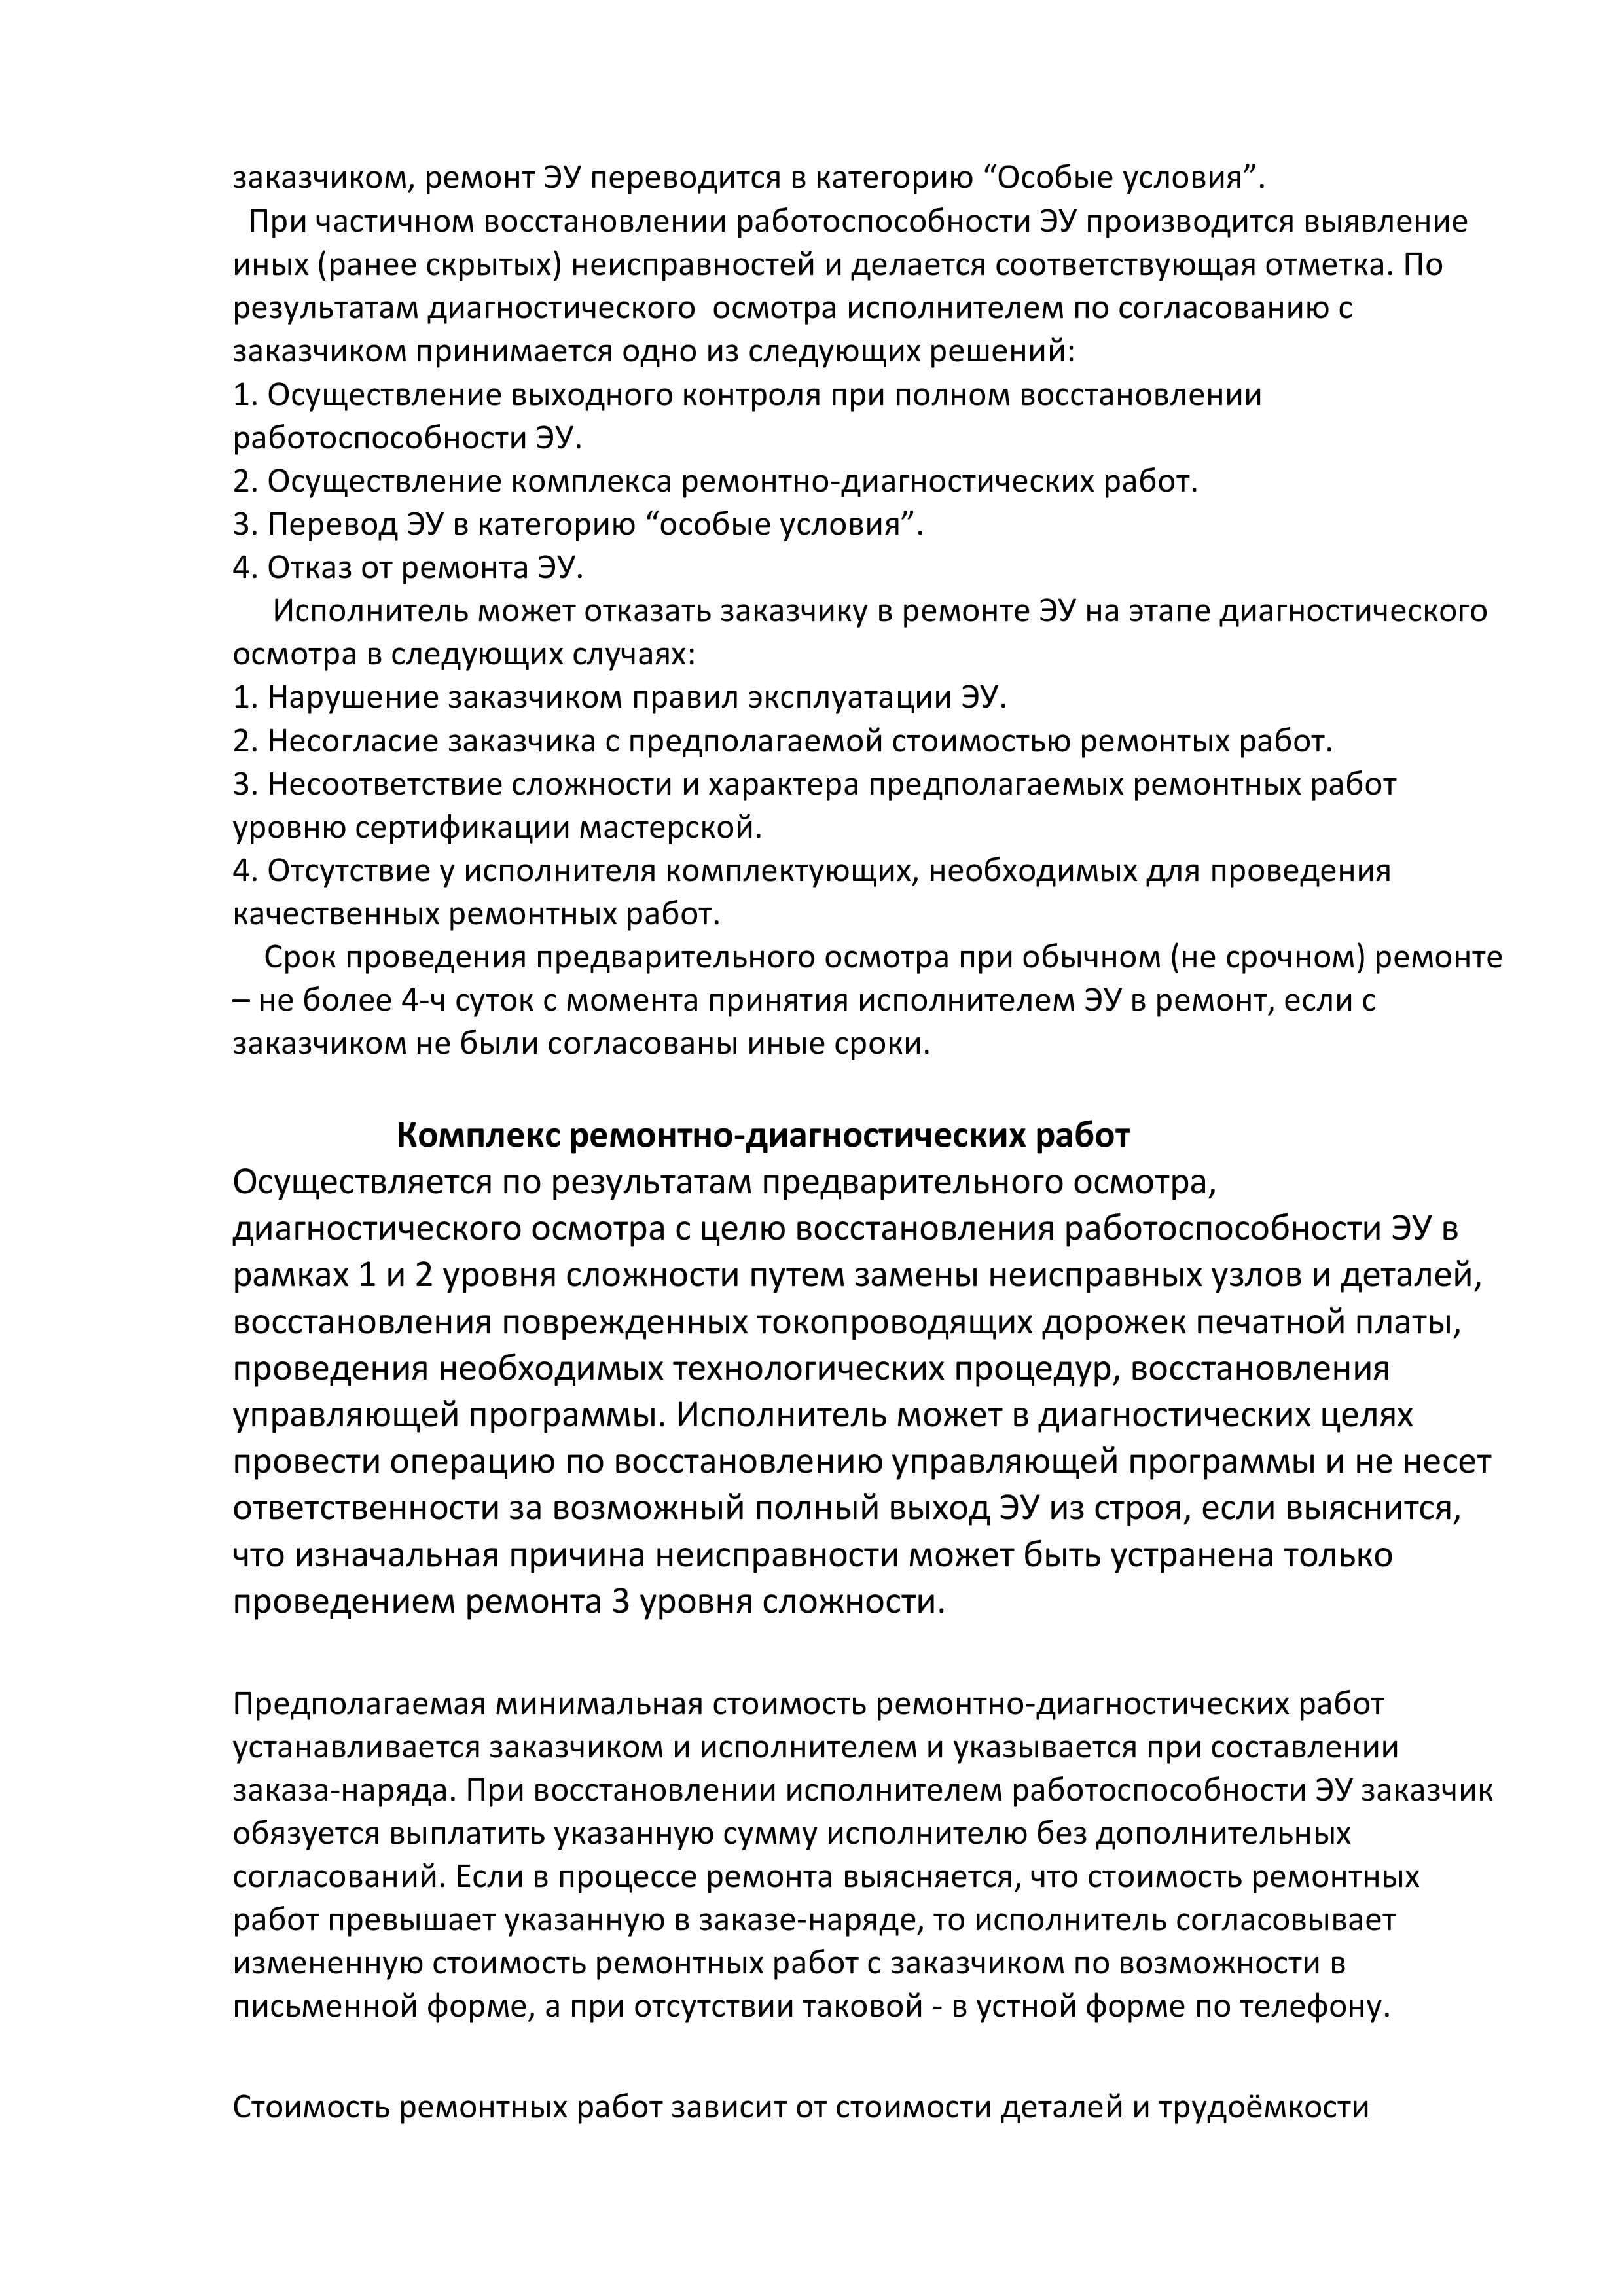 заказчиком, ремонт ЭУ переводится в категорию “Особые условия”.
При частичном восстановлении работоспособности ЭУ производится выявление
иных (ранее скрытых) неисправностей и делается соответствующая отметка. По
результатам диагностического  осмотра исполнителем по согласованию с
заказчиком принимается одно из следующих решений:
1. Осуществление выходного контроля при полном восстановлении
работоспособности ЭУ.
2. Осуществление комплекса ремонтно-диагностических работ.
3. Перевод ЭУ в категорию “особые условия”.
4. Отказ от ремонта ЭУ.
Исполнитель может отказать заказчику в ремонте ЭУ на этапе диагностического
осмотра в следующих случаях:
1. Нарушение заказчиком правил эксплуатации ЭУ.
2. Несогласие заказчика с предполагаемой стоимостью ремонтых работ.
3. Несоответствие сложности и характера предполагаемых ремонтных работ
уровню сертификации мастерской.
4. Отсутствие у исполнителя комплектующих, необходимых для проведения
качественных ремонтных работ.
Срок проведения предварительного осмотра при обычном (не срочном) ремонте
– не более 4-ч суток с момента принятия исполнителем ЭУ в ремонт, если с
заказчиком не были согласованы иные сроки.
Комплекс ремонтно-диагностических работ
Осуществляется по результатам предварительного осмотра,
диагностического осмотра с целю восстановления работоспособности ЭУ в
рамках 1 и 2 уровня сложности путем замены неисправных узлов и деталей,
восстановления поврежденных токопроводящих дорожек печатной платы,
проведения необходимых технологических процедур, восстановления
управляющей программы. Исполнитель может в диагностических целях
провести операцию по восстановлению управляющей программы и не несет
ответственности за возможный полный выход ЭУ из строя, если выяснится,
что изначальная причина неисправности может быть устранена только
проведением ремонта 3 уровня сложности.
Предполагаемая минимальная стоимость ремонтно-диагностических работ
устанавливается заказчиком и исполнителем и указывается при составлении
заказа-наряда. При восстановлении исполнителем работоспособности ЭУ заказчик
обязуется выплатить указанную сумму исполнителю без дополнительных
согласований. Если в процессе ремонта выясняется, что стоимость ремонтных
работ превышает указанную в заказе-наряде, то исполнитель согласовывает
измененную стоимость ремонтных работ с заказчиком по возможности в
письменной форме, а при отсутствии таковой - в устной форме по телефону.
Стоимость ремонтных работ зависит от стоимости деталей и трудоёмкости